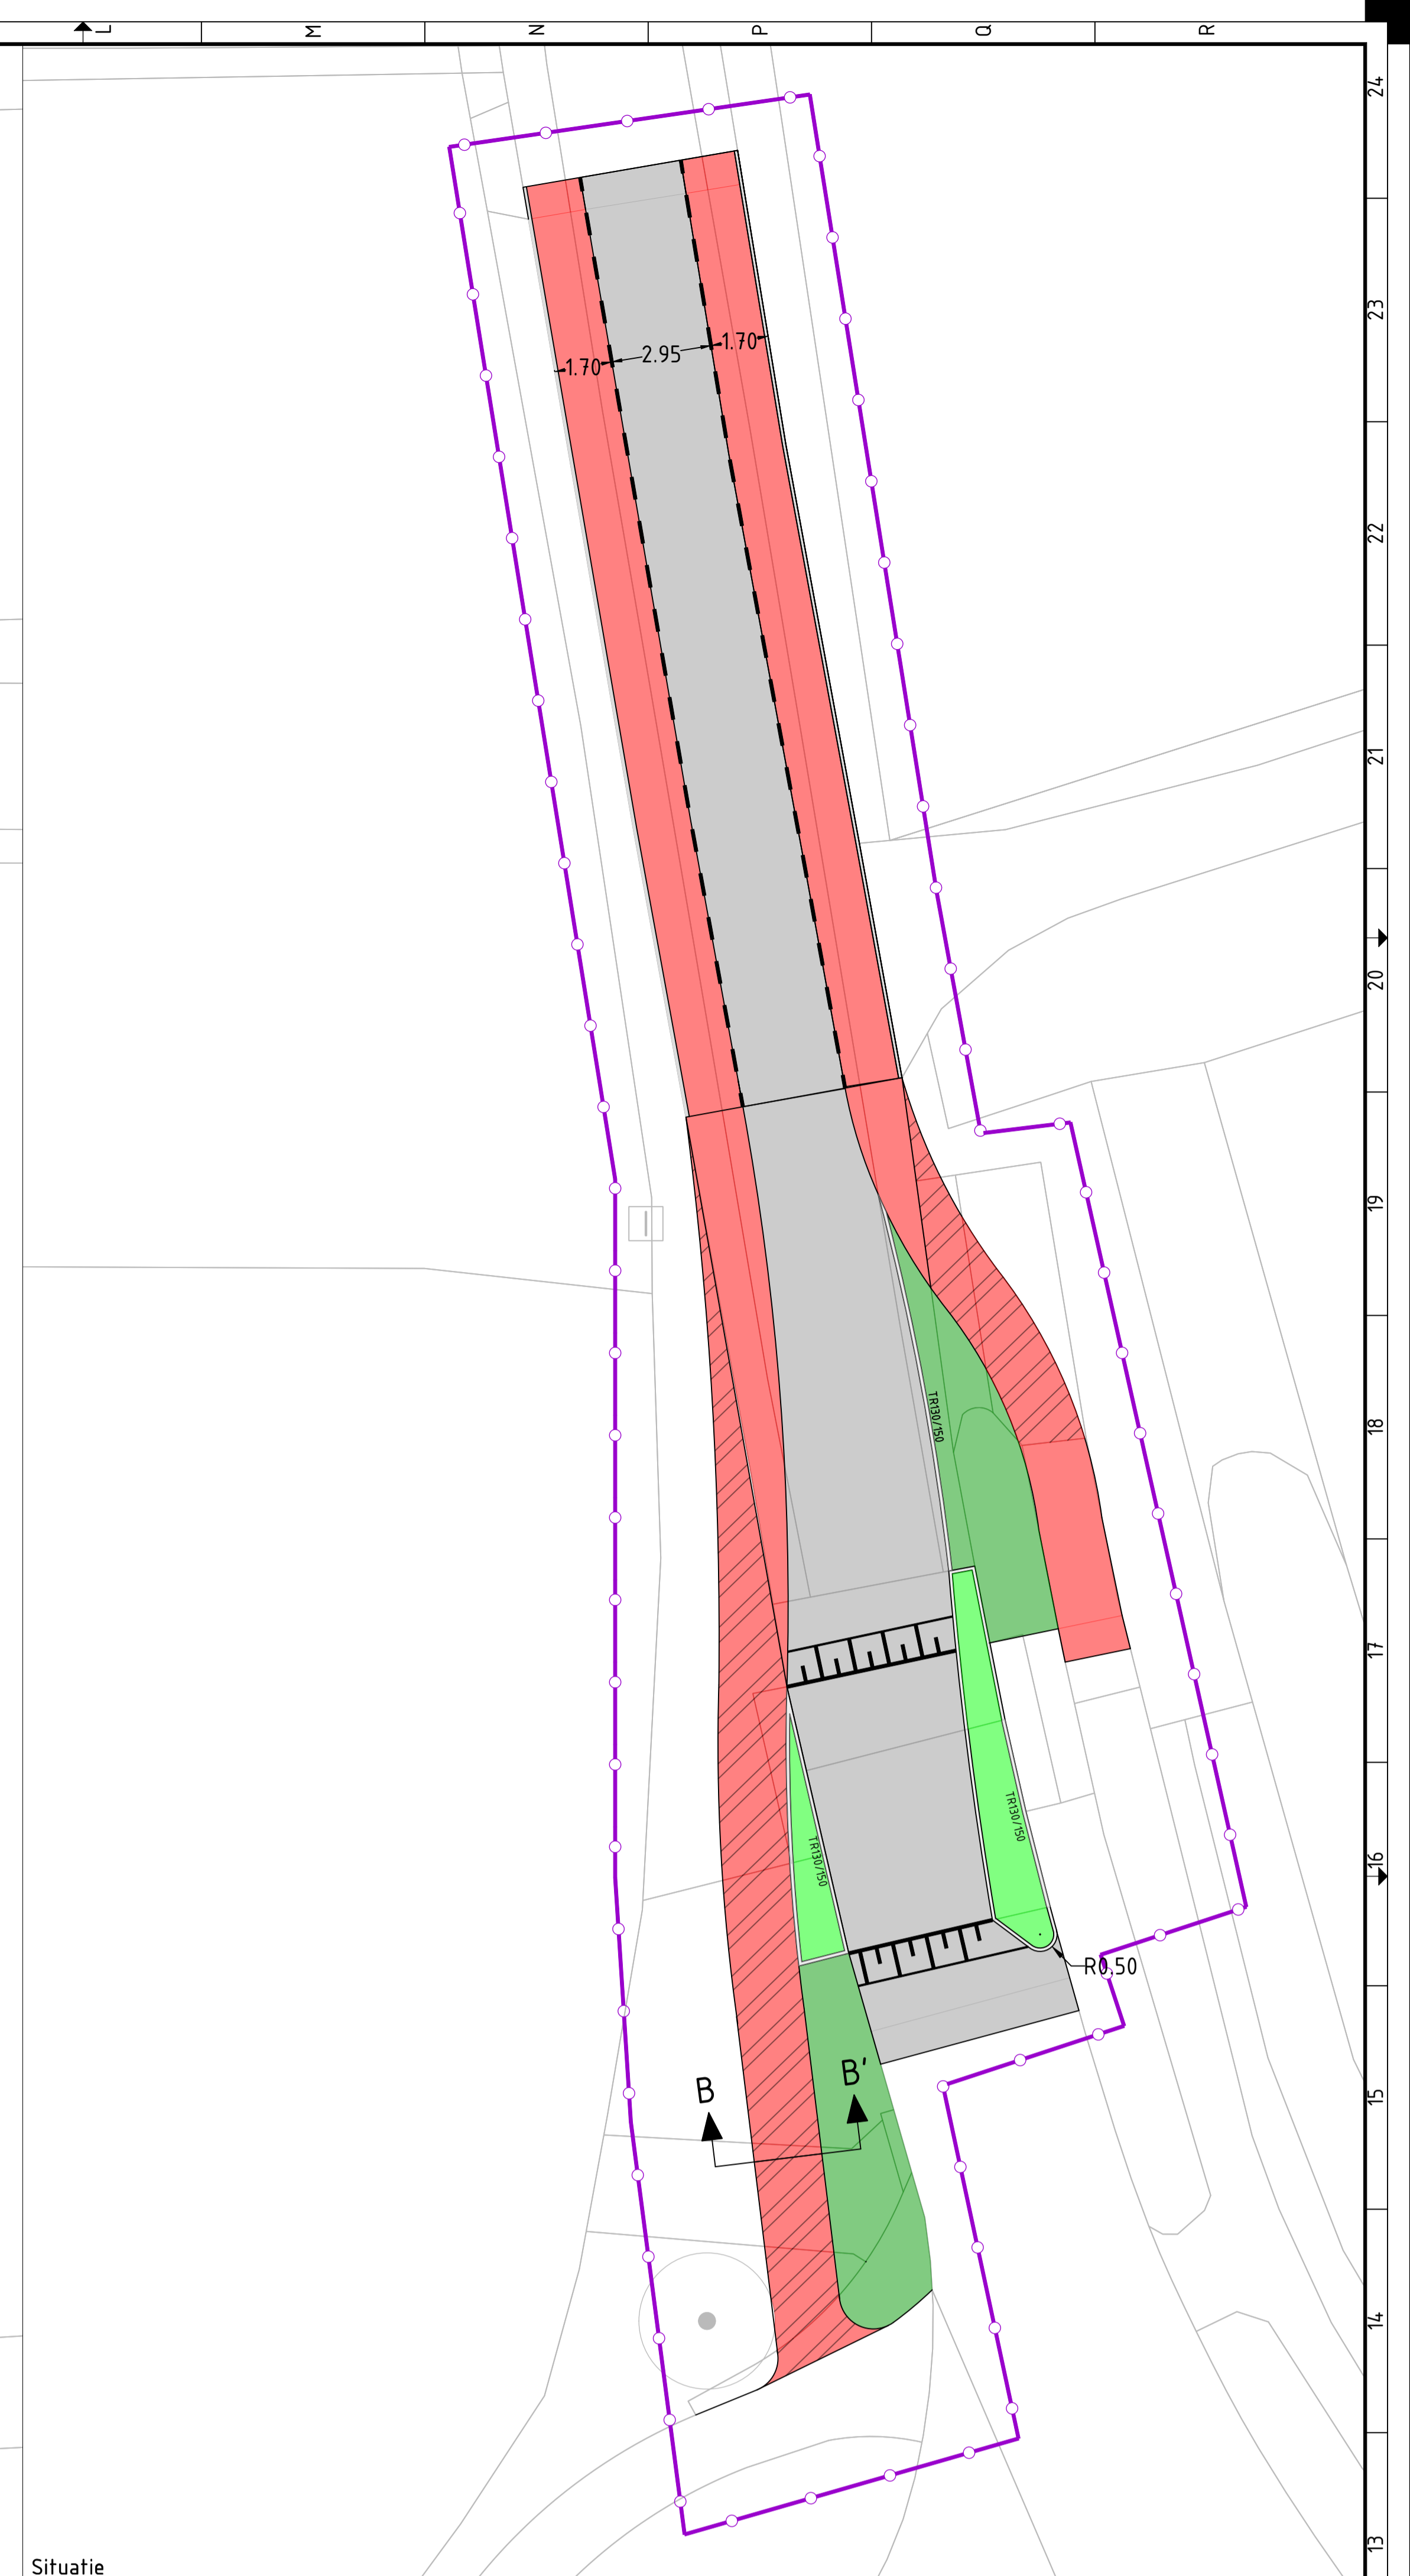 L
M
N
P
Q
R
24
23
22
21
20
19
18
17
16
15
14
13
1.70
2.95
1.70
TR130/150
TR130/150
TR130/150
R0.50
B
B'
Situatie